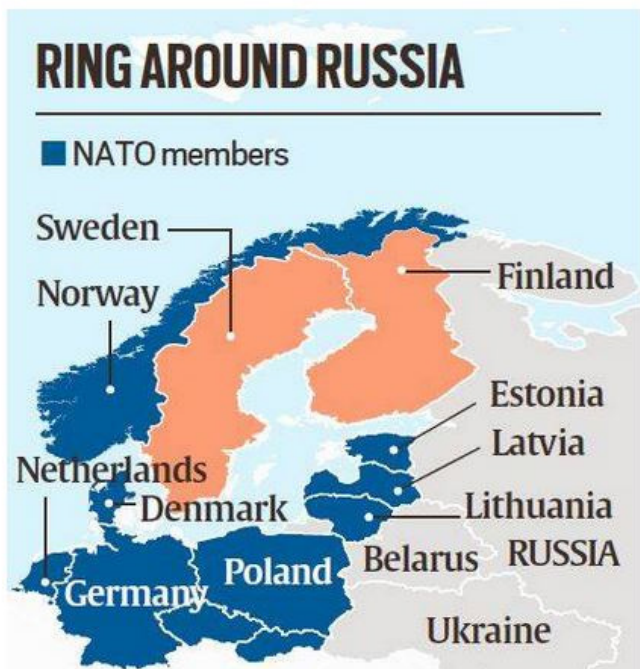 RING AROUND RUSSIA
NATO members
Sweden
Finland
Norway
Estonia
Latvia
Netherlands
Denmark
Lithuania
Belarus
RUSSIA
Poland
Germany
Ukraine